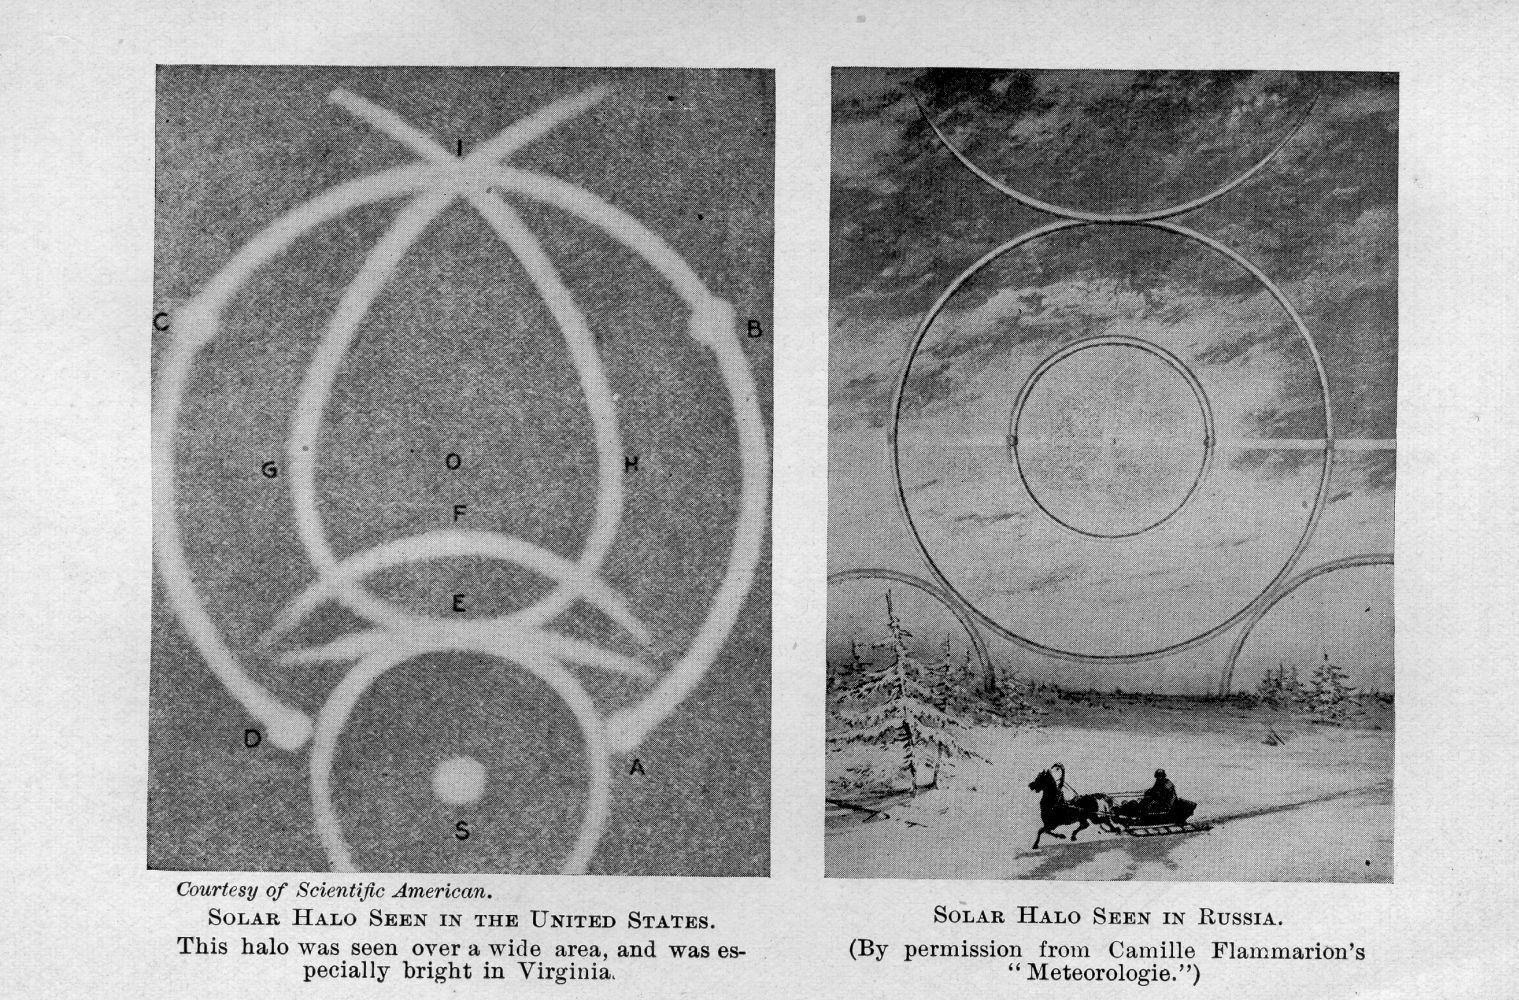 I
C
B
G
O
H
F
E
D
A
S
Courtesy of Scientific American.
SOLAR HALO SEEN IN THE UNITED STATES.
This halo was seen over a wide area, and was es-
pecially bright in Virginia.
SOLAR HALO SEEN IN RUSSIA.
(By permission from Camille Flammarion's
“Meteorologie.”)